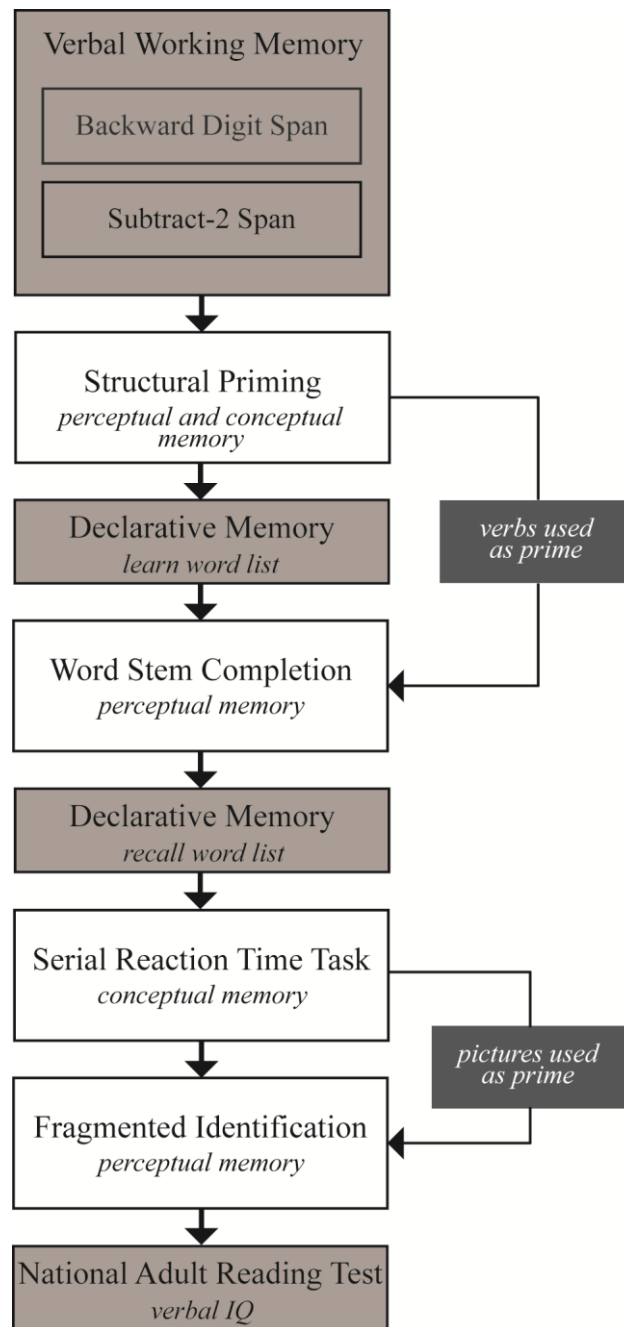 Verbal Working Memory
Backward Digit Span
Subtract-2 Span
Structural Priming
perceptual and conceptual
memory
Declarative Memory
learn word list
verbs used
as prime
Word Stem Completion
perceptual memory
Declarative Memory
recall word list
Serial Reaction Time Task
conceptual memory
pictures used
as prime
Fragmented Identification
perceptual memory
National Adult Reading Test
verbal IQ